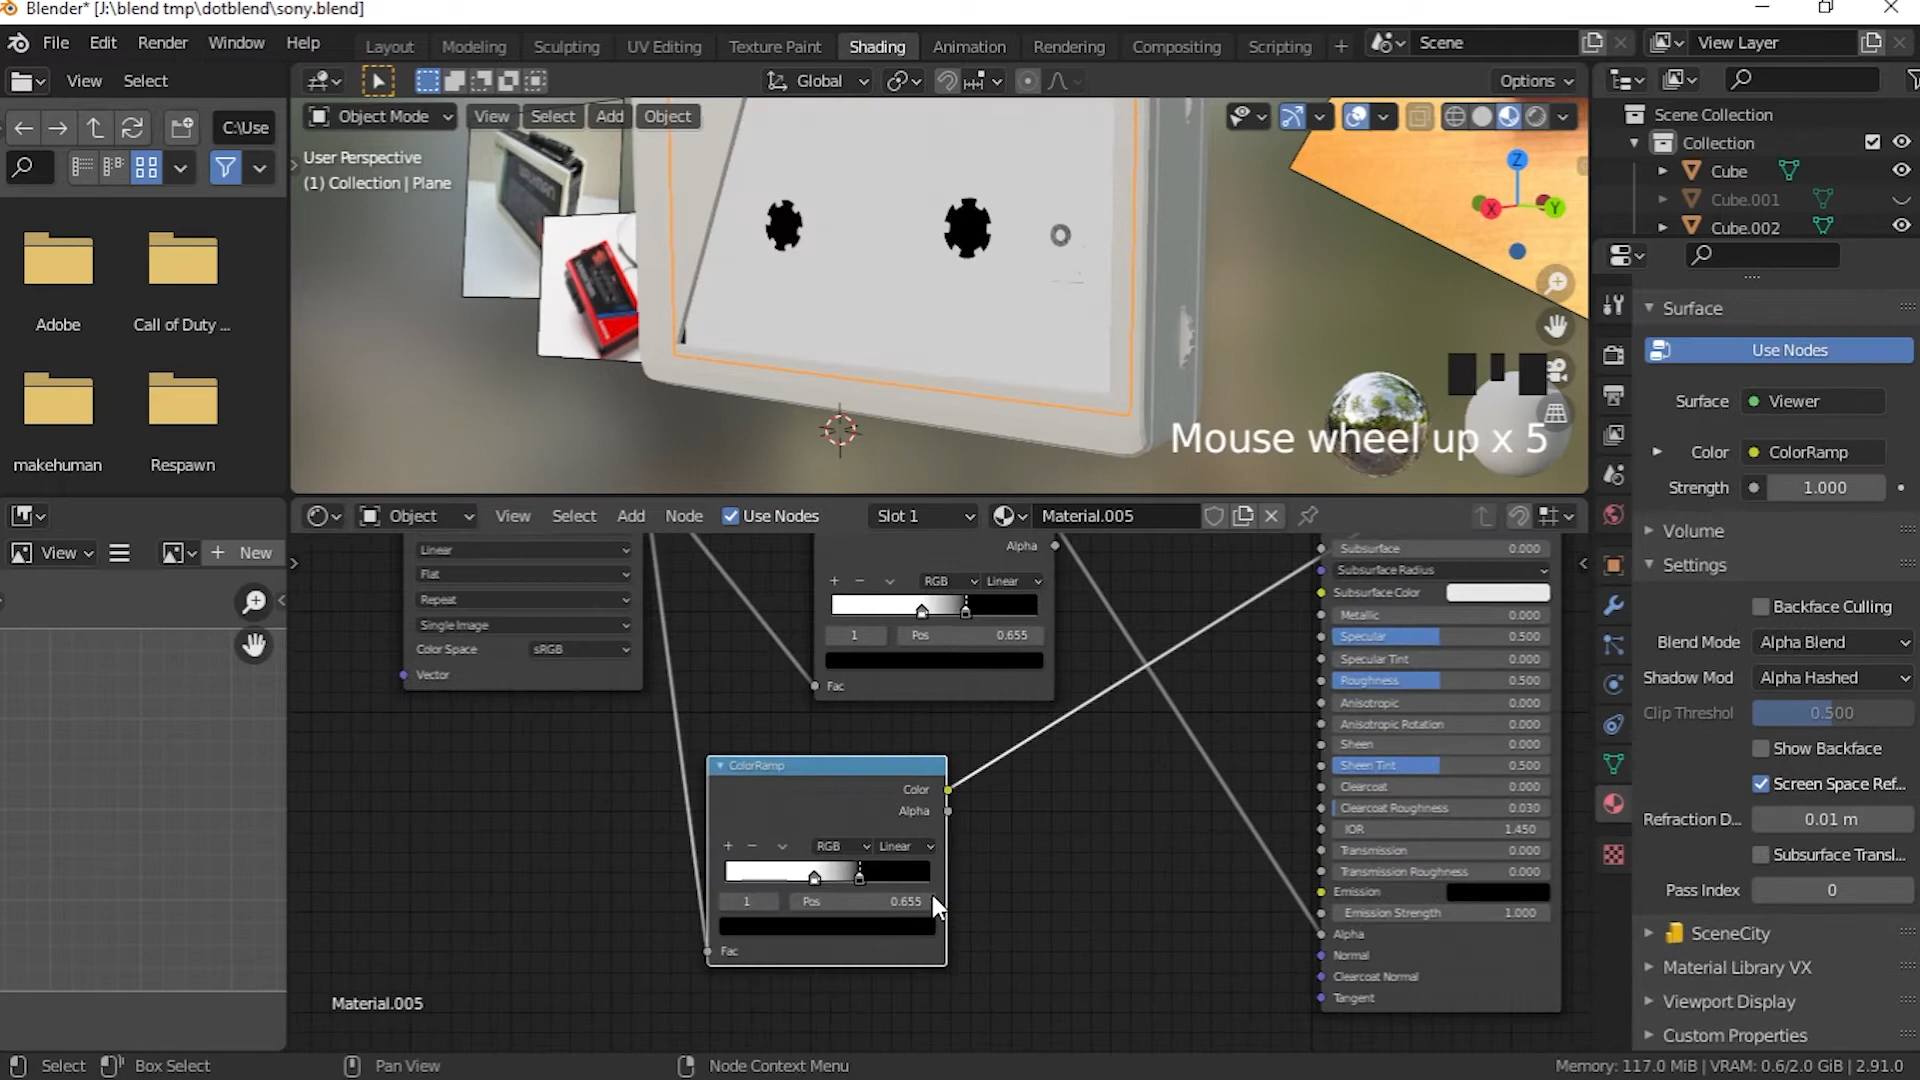 Blender* [J:\blend tmp\dotblend\sony.blend]
File Edit Render Window Help
Layout Modeling Sculpting UV Editing Texture Paint Shading Animation Rendering Compositing Scripting
Scene
View Layer
View Select
Global
Options
C:\Use
Object Mode View Select Add Object
User Perspective
(1) Collection | Plane
Z
X
Y
Mouse wheel up x 5
Adobe
Call of Duty ...
makehuman
Respawn
Scene Collection
Collection
Cube
Cube.001
Cube.002
Surface
Use Nodes
Surface Viewer
Color ColorRamp
Strength 1.000
Volume
Settings
Backface Culling
Blend Mode Alpha Blend
Shadow Mod Alpha Hashed
Clip Threshol 0.500
Show Backface
Screen Space Ref...
Refraction D... 0.01 m
Subsurface Transl...
Pass Index 0
SceneCity
Material Library VX
Viewport Display
Custom Properties
View
New
Object View Select Add Node Use Nodes Slot 1 Material.005
Linear
Flat
Repeat
Single Image
Color Space sRGB
Vector
Alpha
RGB Linear
1 Pos 0.655
Fac
ColorRamp
Color
Alpha
RGB Linear
1 Pos 0.655
Fac
Subsurface 0.000
Subsurface Radius
Subsurface Color
Metallic 0.000
Specular 0.500
Specular Tint 0.000
Roughness 0.500
Anisotropic 0.000
Anisotropic Rotation 0.000
Sheen 0.000
Sheen Tint 0.500
Clearcoat 0.000
Clearcoat Roughness 0.030
IOR 1.450
Transmission 0.000
Transmission Roughness 0.000
Emission
Emission Strength 1.000
Alpha
Normal
Clearcoat Normal
Tangent
Material.005
Select Box Select Pan View Node Context Menu
Memory: 117.0 MiB | VRAM: 0.6/2.0 GiB | 2.91.0